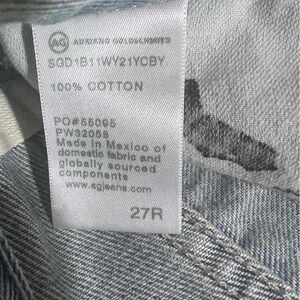 AG ADRIANO GOLDSCHMIED
SGD1B11WY21YCBY
100% COTTON
PO#55095
PW32058
Made in Mexico of
domestic fabric and
globally sourced
components
www.agjeans.com
27R